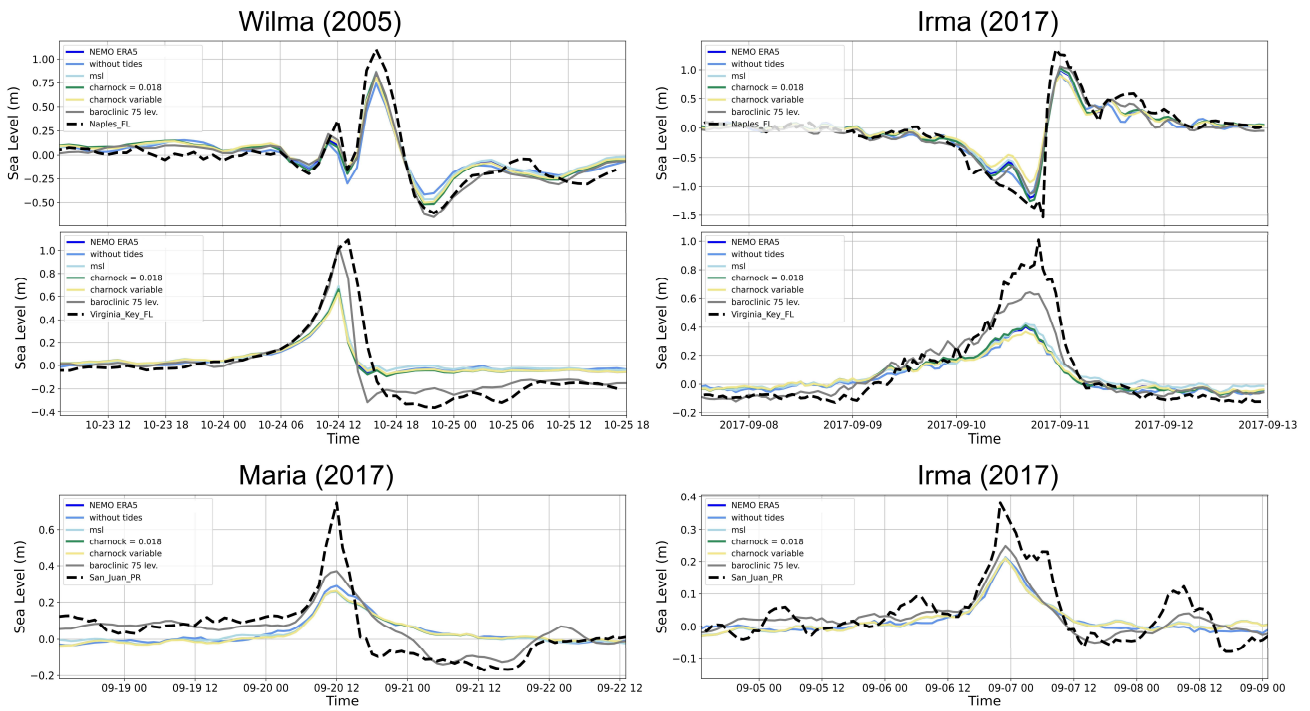 Wilma (2005)
Sea Level (m)
1.00
0.75
0.50
0.25
0.00
−0.25
−0.50
NEMO ERA5
without tides
msl
charnock = 0.018
charnock variable
baroclinic 75 lev.
Naples_FL
Sea Level (m)
1.0
0.8
0.6
0.4
0.2
0.0
−0.2
−0.4
NEMO ERA5
without tides
msl
charnock = 0.018
charnock variable
baroclinic 75 lev.
Virginia_Key_FL
10-23 12 10-23 18 10-24 00 10-24 06 10-24 12 10-24 18 10-25 00 10-25 06 10-25 12 10-25 18
Time
Irma (2017)
Sea Level (m)
1.0
0.5
0.0
−0.5
−1.0
−1.5
NEMO ERA5
without tides
msl
charnock = 0.018
charnock variable
baroclinic 75 lev.
Naples_FL
Sea Level (m)
1.0
0.8
0.6
0.4
0.2
0.0
−0.2
NEMO ERA5
without tides
msl
charnock = 0.018
charnock variable
baroclinic 75 lev.
Virginia_Key_FL
2017-09-08 2017-09-09 2017-09-10 2017-09-11 2017-09-12 2017-09-13
Time
Maria (2017)
Sea Level (m)
0.6
0.4
0.2
0.0
−0.2
NEMO ERA5
without tides
msl
charnock = 0.018
charnock variable
baroclinic 75 lev.
San_Juan_PR
09-19 00 09-19 12 09-20 00 09-20 12 09-21 00 09-21 12 09-22 00 09-22 12
Time
Irma (2017)
Sea Level (m)
0.4
0.3
0.2
0.1
0.0
−0.1
NEMO ERA5
without tides
msl
charnock = 0.018
charnock variable
baroclinic 75 lev.
San_Juan_PR
09-05 00 09-05 12 09-06 00 09-06 12 09-07 00 09-07 12 09-08 00 09-08 12 09-09 00
Time